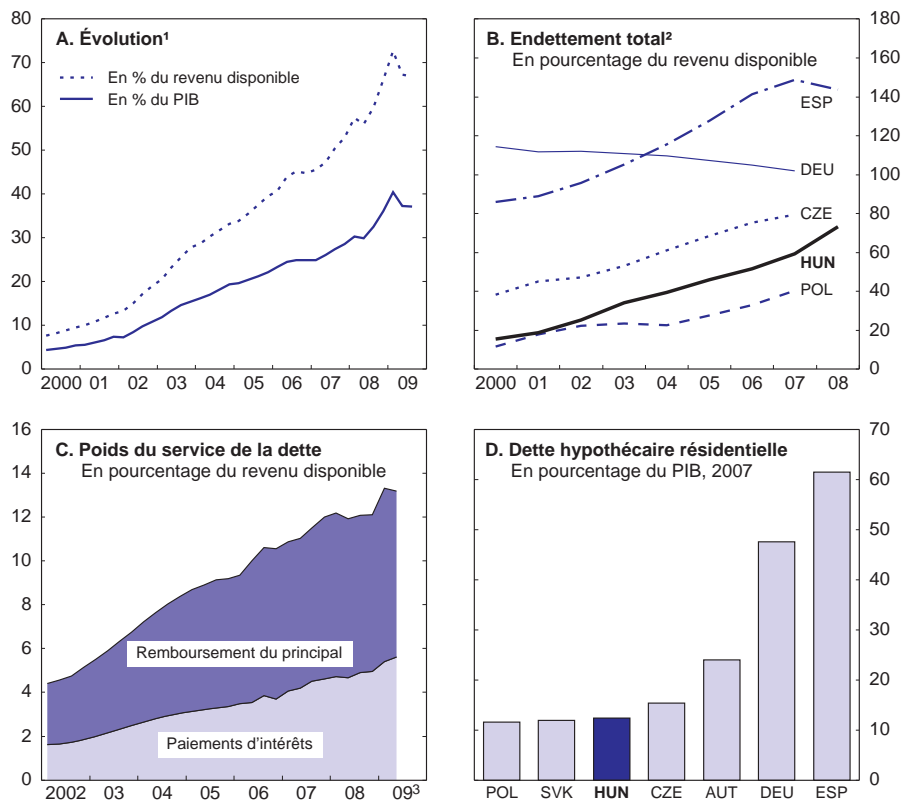 A. Évolution¹
En % du revenu disponible
En % du PIB
80
70
60
50
40
30
20
10
0
2000 01 02 03 04 05 06 07 08 09
B. Endettement total²
En pourcentage du revenu disponible
180
160
140
120
100
80
60
40
20
0
ESP
DEU
CZE
HUN
POL
2000 01 02 03 04 05 06 07 08
C. Poids du service de la dette
En pourcentage du revenu disponible
16
14
12
10
8
6
4
2
0
Remboursement du principal
Paiements d'intérêts
2002 03 04 05 06 07 08 09³
D. Dette hypothécaire résidentielle
En pourcentage du PIB, 2007
70
60
50
40
30
20
10
0
POL SVK HUN CZE AUT DEU ESP